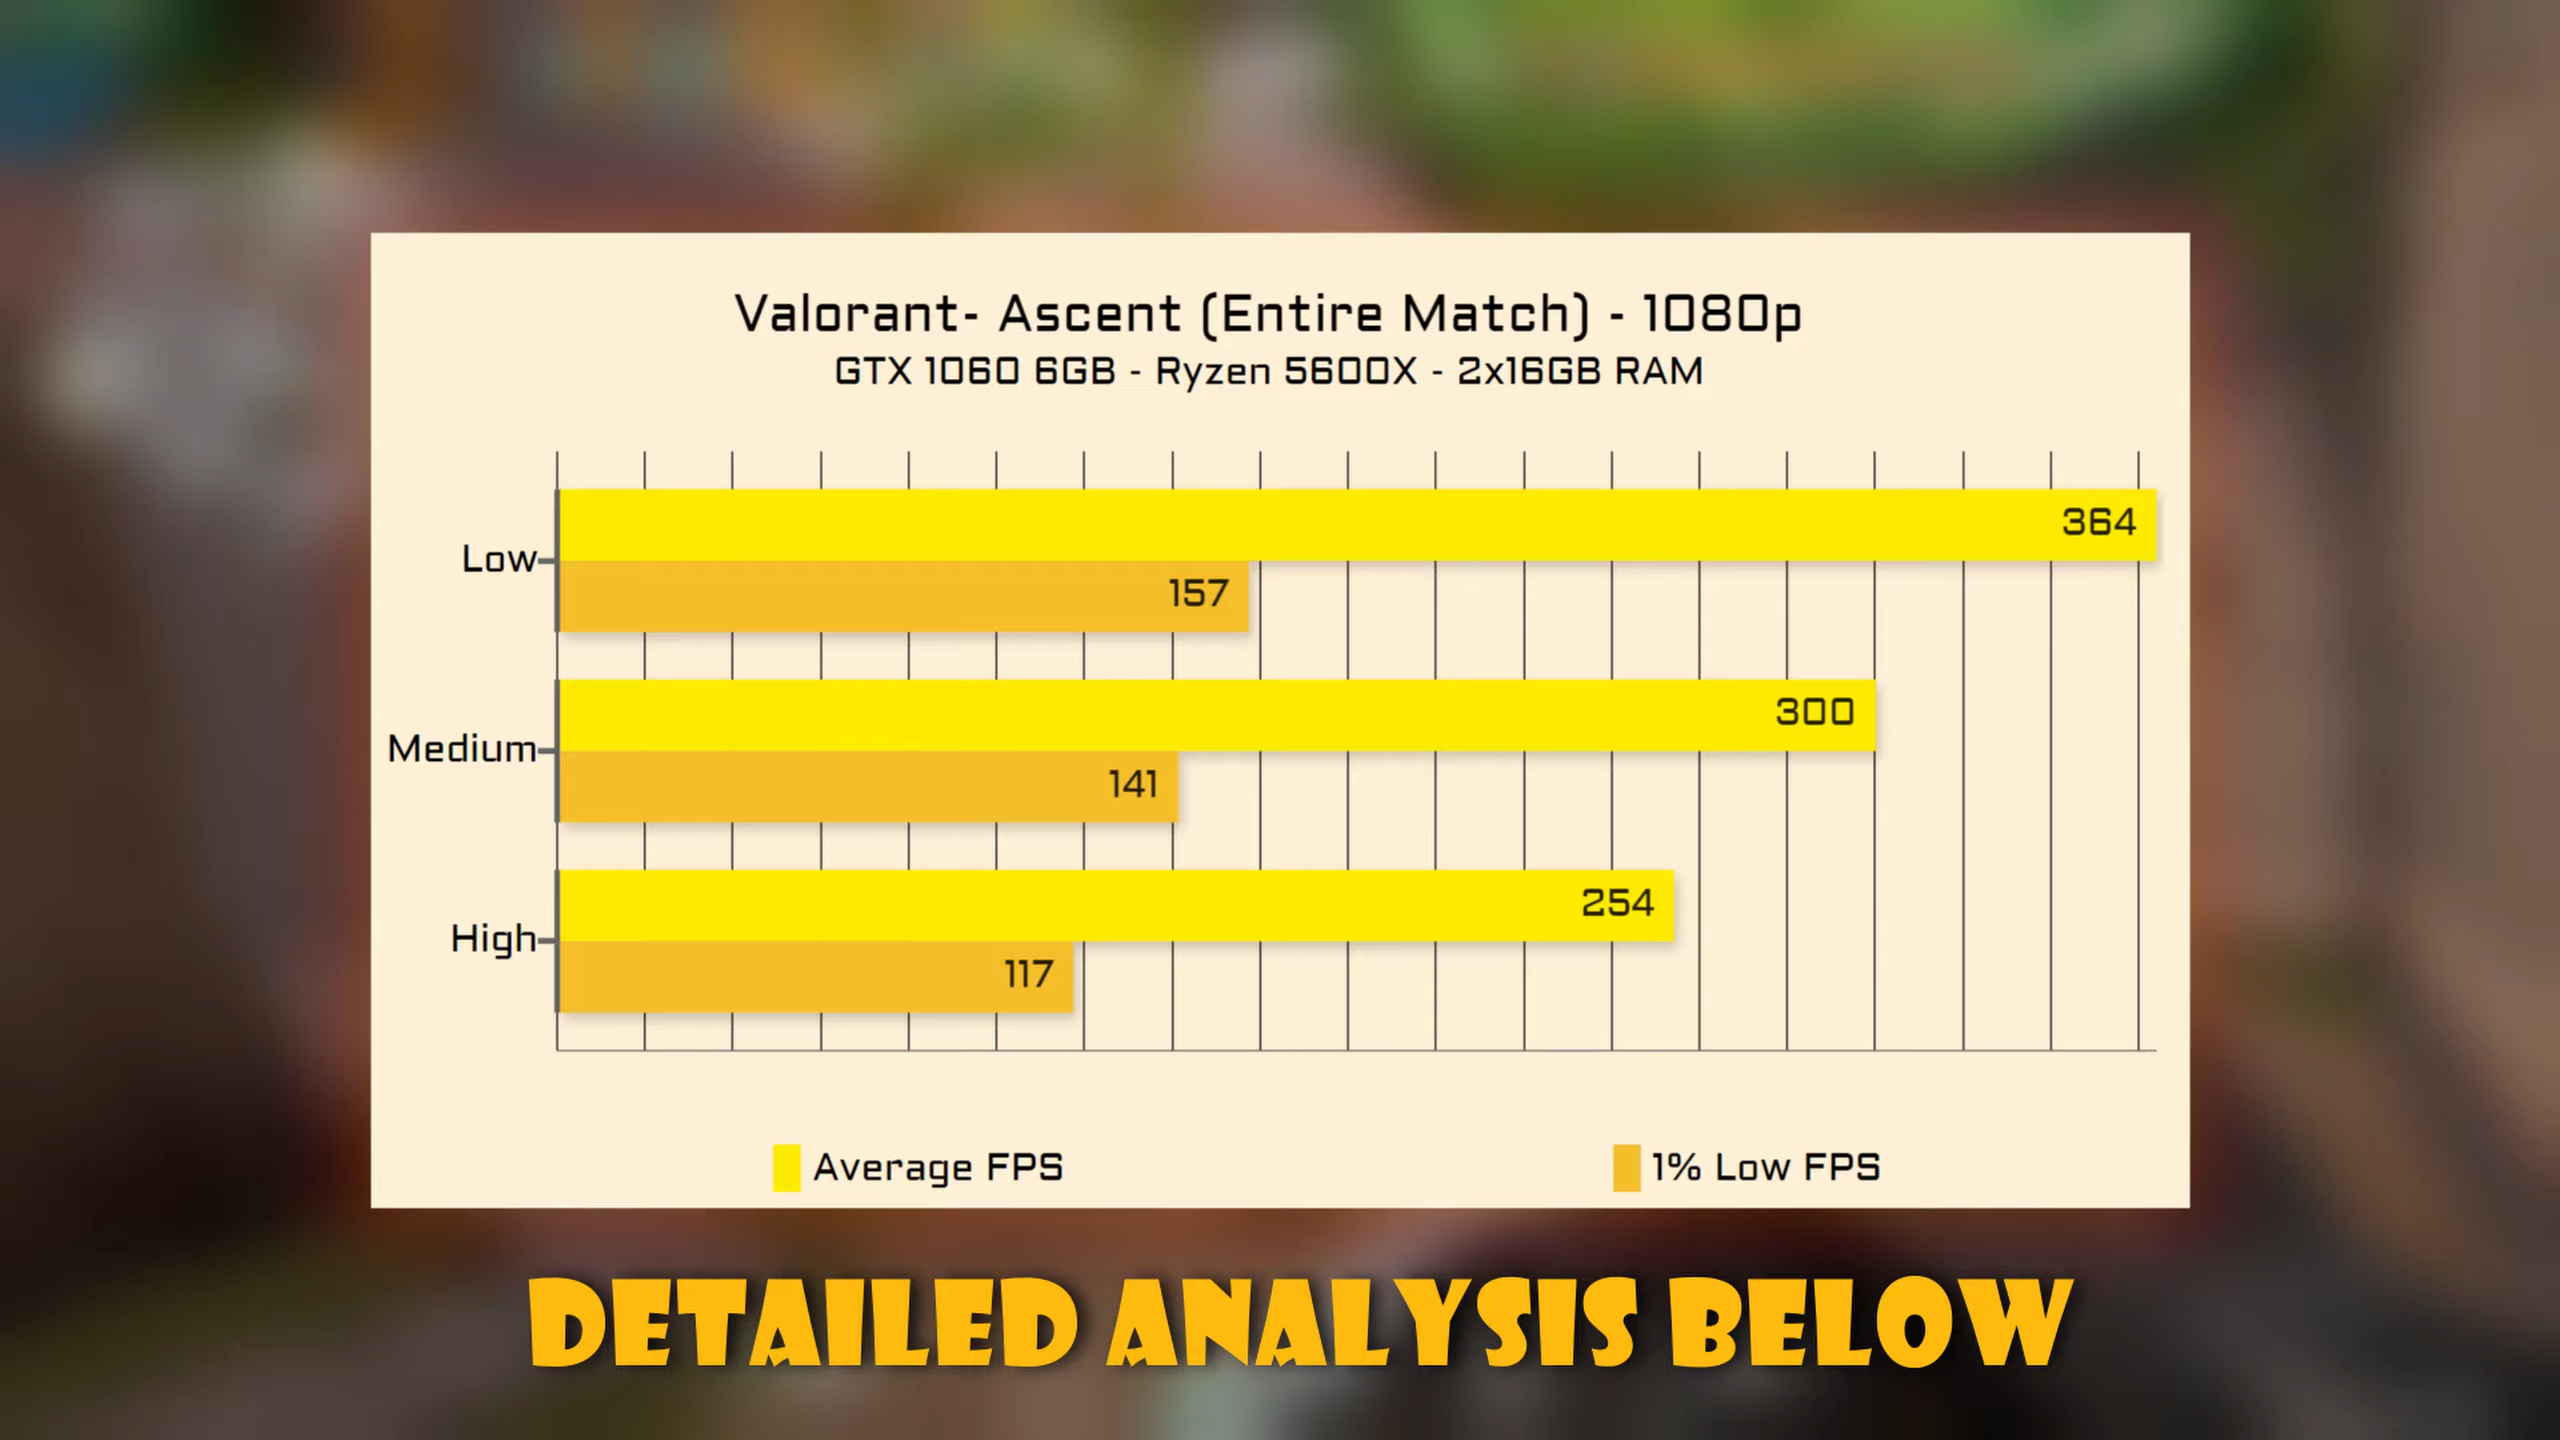 Valorant- Ascent (Entire Match) - 1080p
GTX 1060 6GB - Ryzen 5600X - 2x16GB RAM
364
Low
157
300
Medium
141
254
High
117
Average FPS
1% Low FPS
DETAILED ANALYSIS BELOW